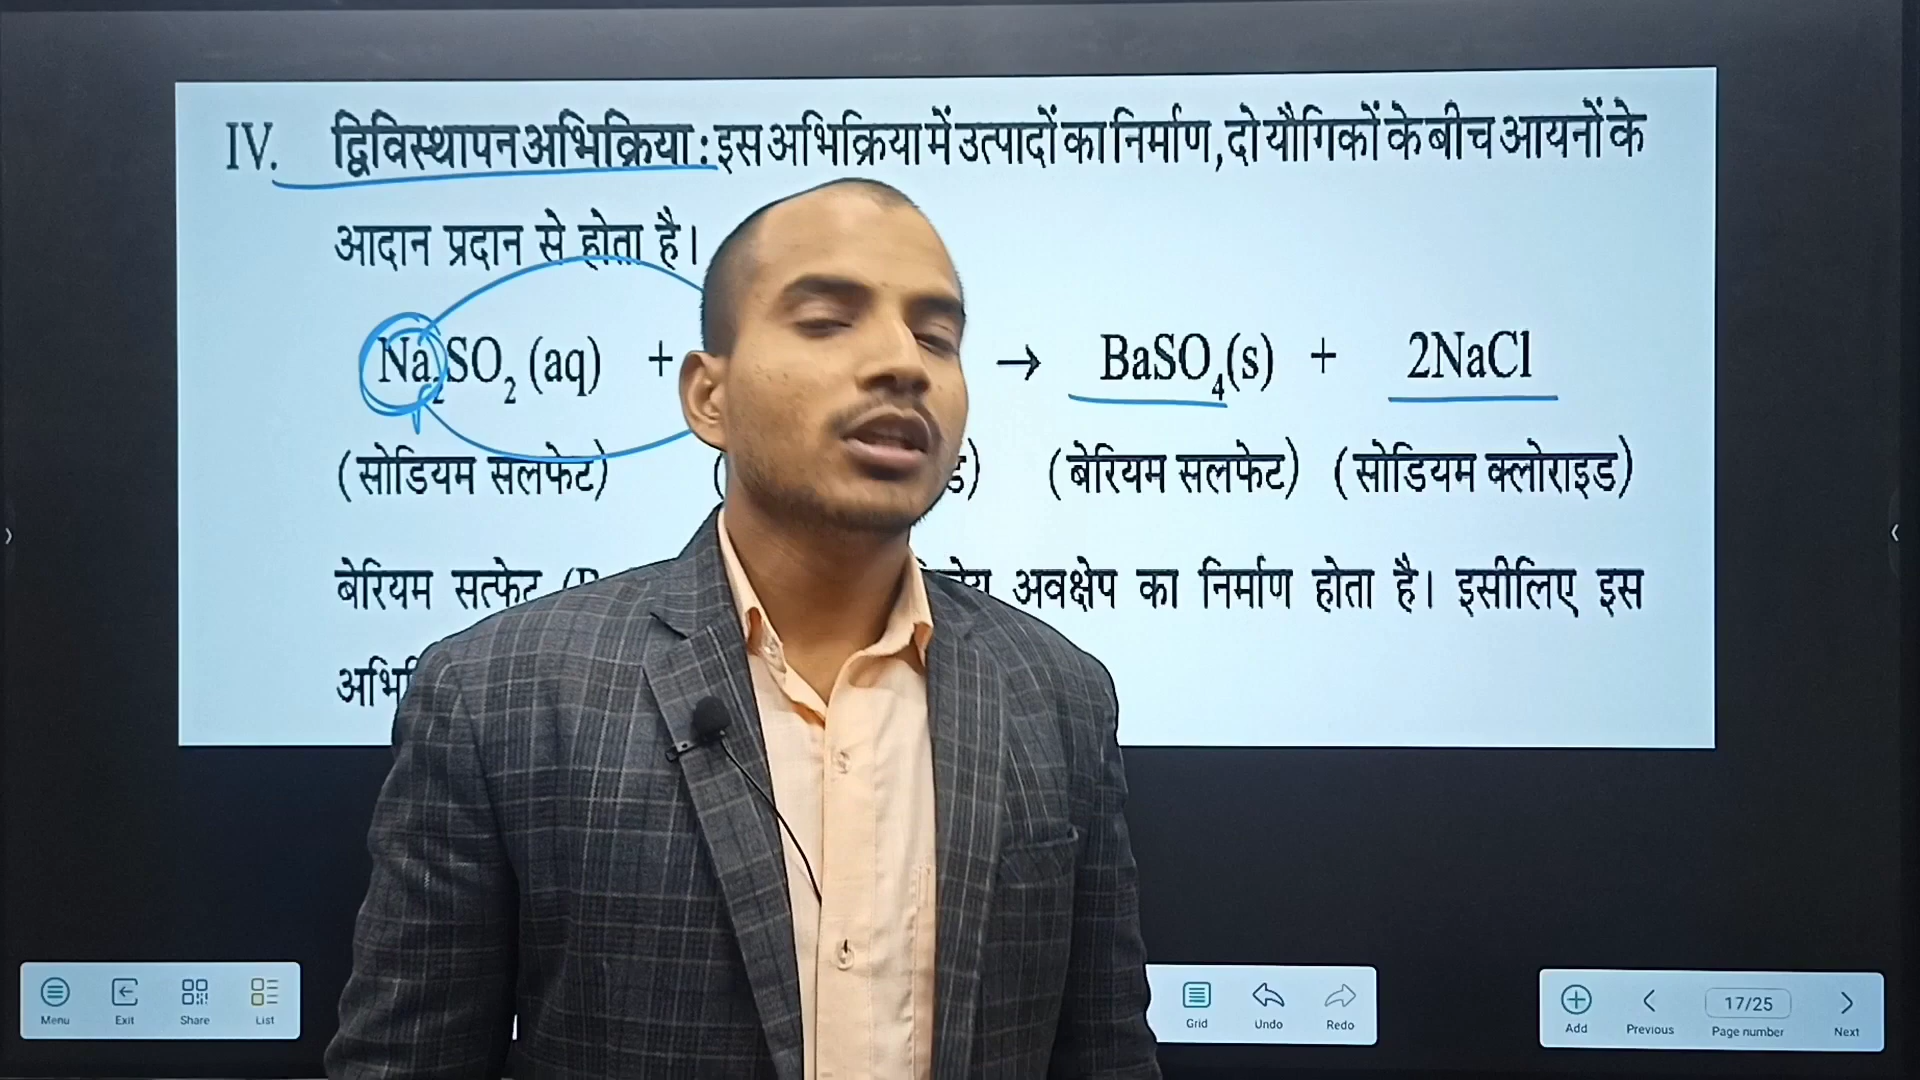 IV. द्विविस्थापन अभिक्रिया : इस अभिक्रिया में उत्पादों का निर्माण, दो यौगिकों के बीच आयनों के
आदान प्रदान से होता है।
Na₂SO₂ (aq) + → BaSO₄(s) + 2NaCl
(सोडियम सलफेट) ( ड) (बेरियम सलफेट) (सोडियम क्लोराइड)
बेरियम सल्फेट अवक्षेप का निर्माण होता है। इसीलिए इस
Menu Exit Share List Grid Undo Redo Add Previous 17/25 Page number Next